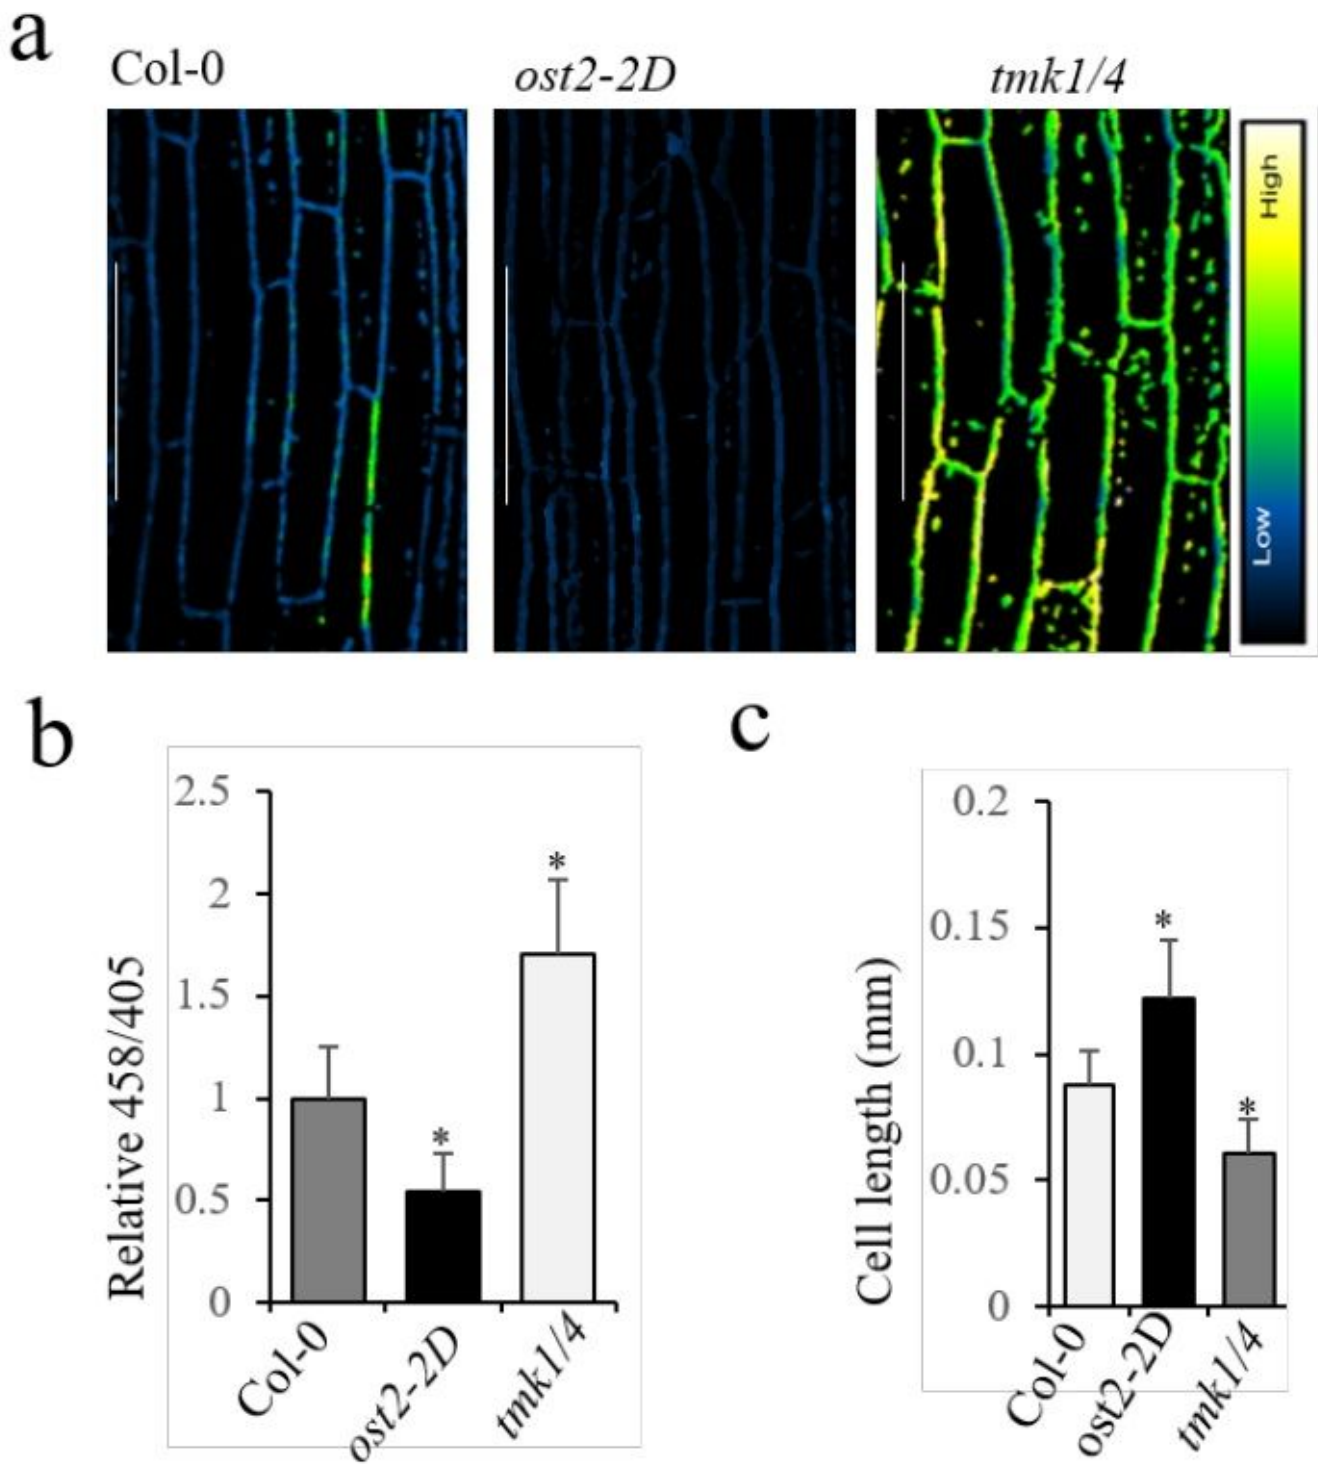 a
Col-0
ost2-2D
tmk1/4
High
Low
b
2.5
2
1.5
1
0.5
0
Relative 458/405
*
*
Col-0
ost2-2D
tmk1/4
c
0.2
0.15
0.1
0.05
0
Cell length (mm)
*
*
Col-0
ost2-2D
tmk1/4